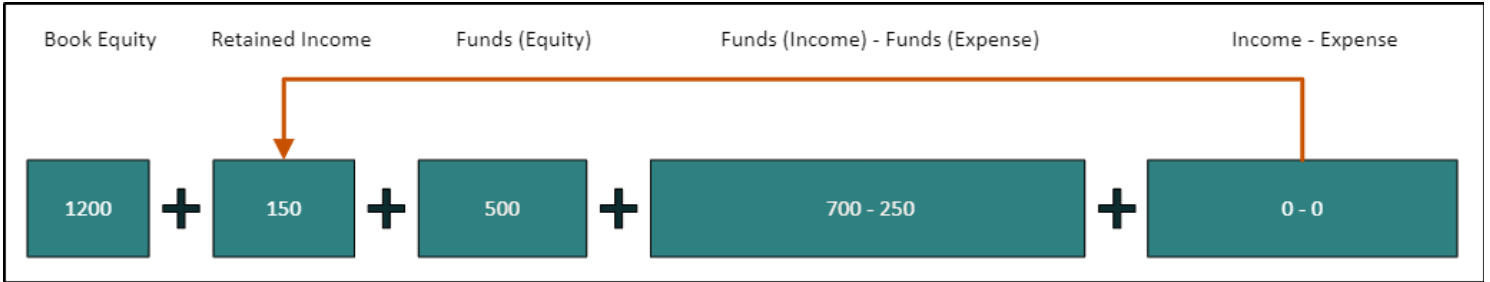 Book Equity Retained Income Funds (Equity) Funds (Income) - Funds (Expense) Income - Expense
1200 + 150 + 500 + 700 - 250 + 0 - 0